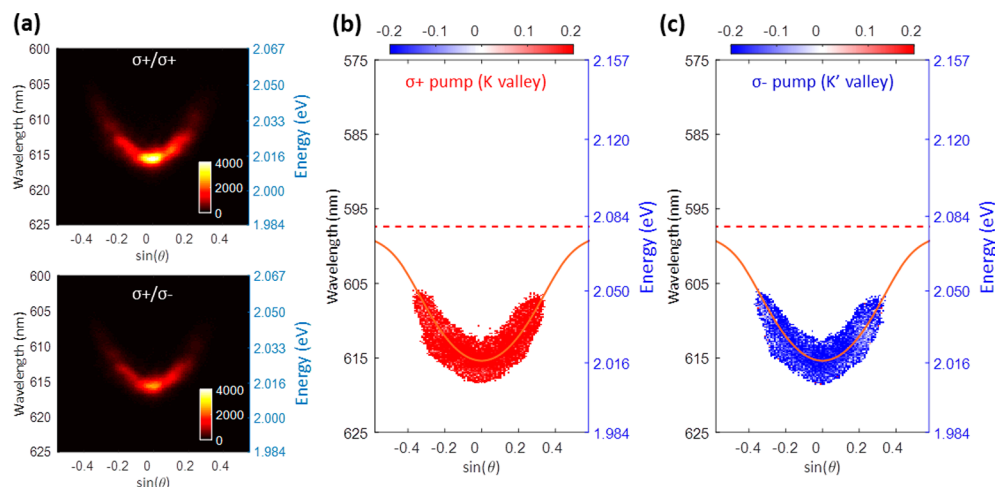 (a)
σ+/σ+
600
605
610
615
620
625
Wavelength (nm)
2.067
2.050
2.033
2.016
2.000
1.984
Energy (eV)
4000
2000
0
-0.4 -0.2 0 0.2 0.4
sin(θ)
σ+/σ-
600
605
610
615
620
625
Wavelength (nm)
2.067
2.050
2.033
2.016
2.000
1.984
Energy (eV)
4000
2000
0
-0.4 -0.2 0 0.2 0.4
sin(θ)
(b)
-0.2 -0.1 0 0.1 0.2
σ+ pump (K valley)
575
585
595
605
615
625
Wavelength (nm)
2.157
2.120
2.084
2.050
2.016
1.984
Energy (eV)
-0.4 -0.2 0 0.2 0.4
sin(θ)
(c)
-0.2 -0.1 0 0.1 0.2
σ- pump (K’ valley)
575
585
595
605
615
625
Wavelength (nm)
2.157
2.120
2.084
2.050
2.016
1.984
Energy (eV)
-0.4 -0.2 0 0.2 0.4
sin(θ)